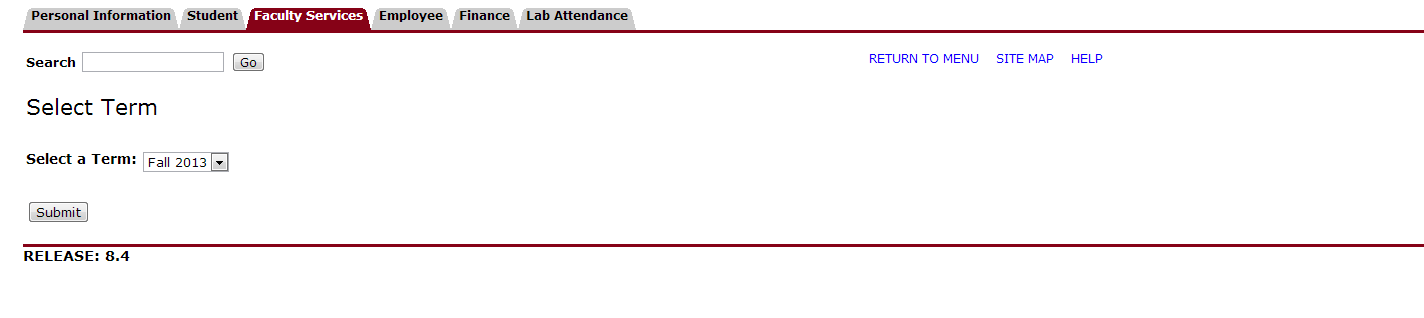 Personal Information Student Faculty Services Employee Finance Lab Attendance
Search Go RETURN TO MENU SITE MAP HELP
Select Term
Select a Term: Fall 2013
Submit
RELEASE: 8.4